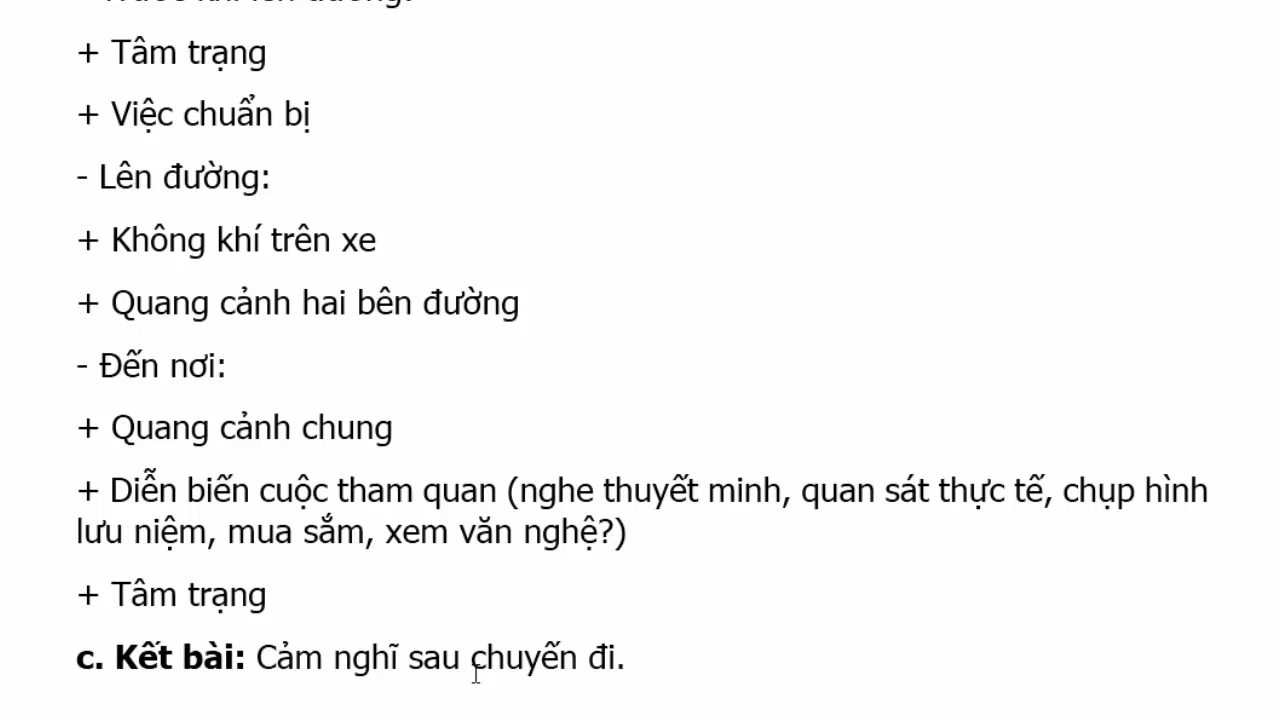 + Tâm trạng
+ Việc chuẩn bị
- Lên đường:
+ Không khí trên xe
+ Quang cảnh hai bên đường
- Đến nơi:
+ Quang cảnh chung
+ Diễn biến cuộc tham quan (nghe thuyết minh, quan sát thực tế, chụp hình
lưu niệm, mua sắm, xem văn nghệ?)
+ Tâm trạng
c. Kết bài: Cảm nghĩ sau chuyến đi.